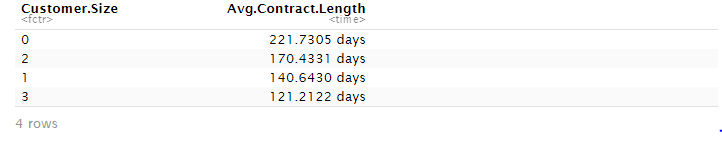 Customer.Size Avg.Contract.Length
<fctr> <time>
0 221.7305 days
2 170.4331 days
1 140.6430 days
3 121.2122 days
4 rows